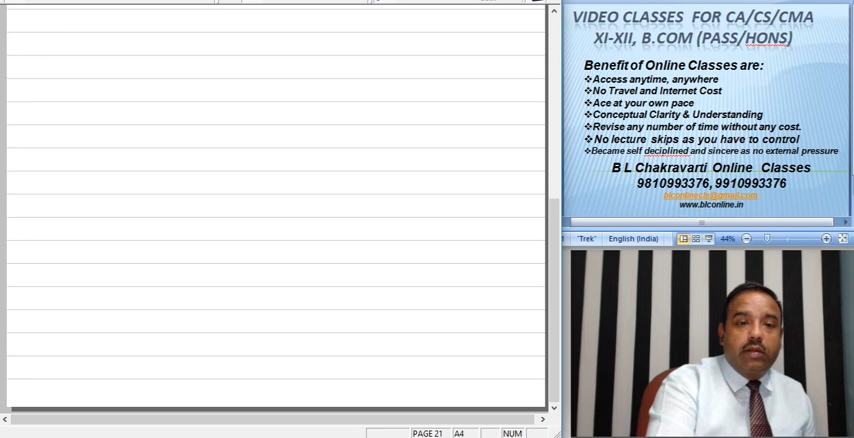 VIDEO CLASSES FOR CA/CS/CMA
XI-XII, B.COM (PASS/HONS)
Benefit of Online Classes are:
❖Access anytime, anywhere
❖No Travel and Internet Cost
❖Ace at your own pace
❖Conceptual Clarity & Understanding
❖Revise any number of time without any cost.
❖No lecture skips as you have to control
❖Became self deciplined and sincere as no external pressure
B L Chakravarti Online Classes
9810993376, 9910993376
www.blconline.in
"Trek" English (India) 44%
PAGE 21 A4 NUM